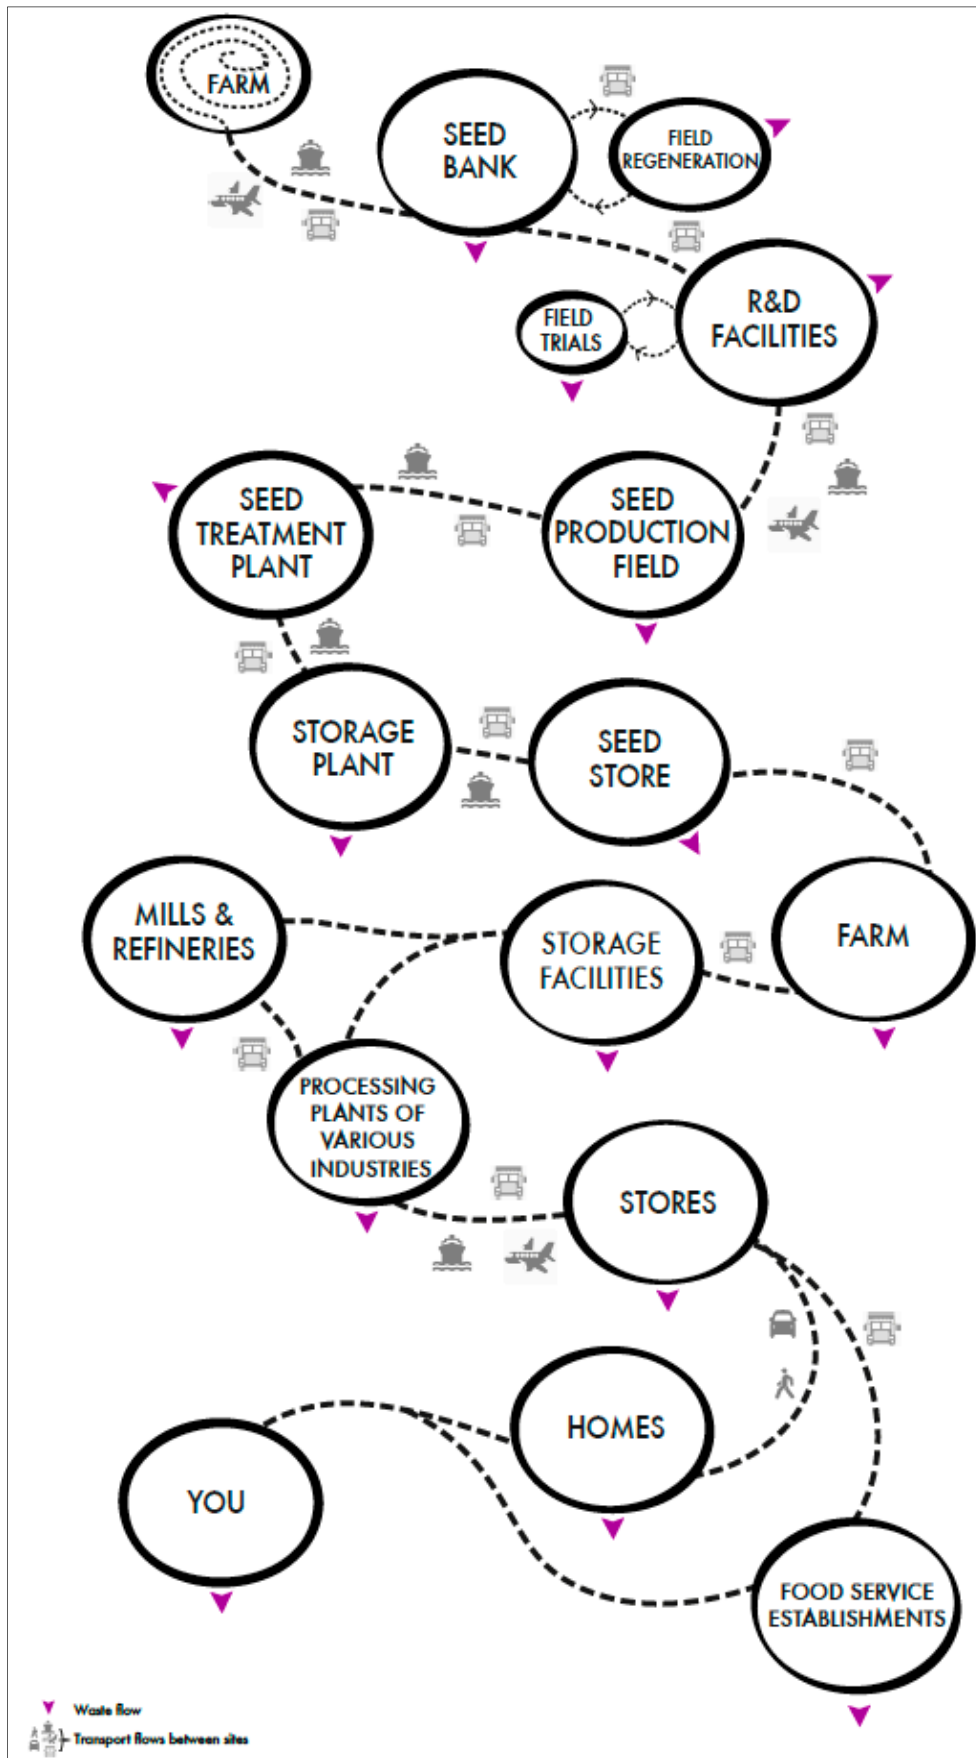 FARM
SEED
BANK
FIELD
REGENERATION
R&D
FACILITIES
FIELD
TRIALS
SEED
TREATMENT
PLANT
SEED
PRODUCTION
FIELD
STORAGE
PLANT
SEED
STORE
MILLS &
REFINERIES
STORAGE
FACILITIES
FARM
PROCESSING
PLANTS OF
VARIOUS
INDUSTRIES
STORES
HOMES
YOU
FOOD SERVICE
ESTABLISHMENTS
Waste flow
Transport flows between sites